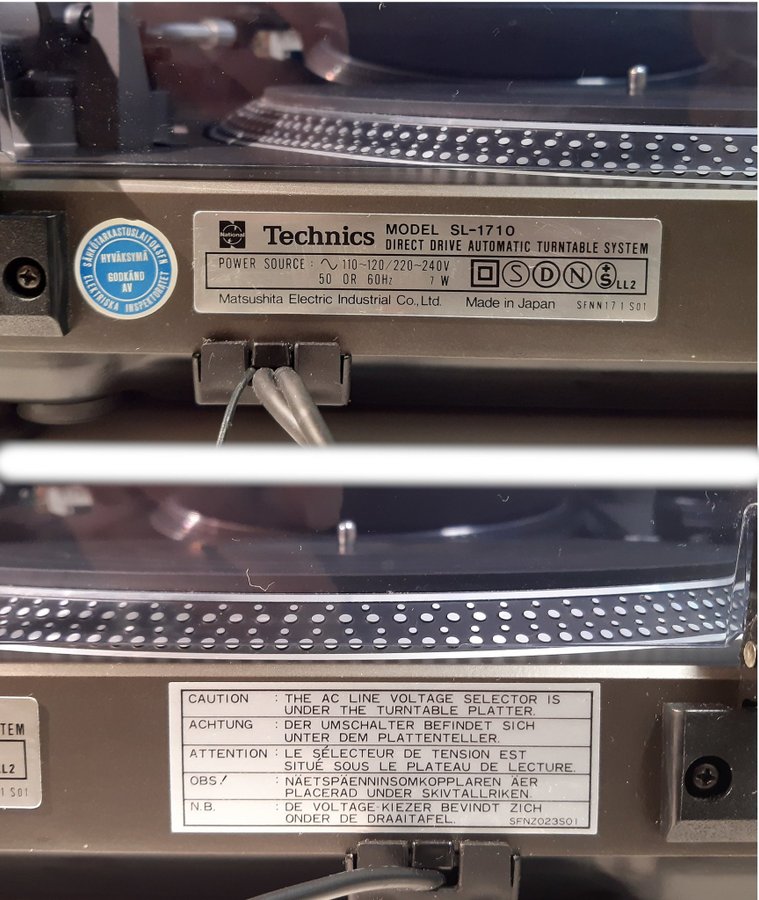 SÄHKÖTARKASTUSLAITOKSEN
HYVÄKSYMÄ
GODKÄND
AV
ELEKTRISKA INSPEKTORATET
National
Technics
MODEL SL-1710
DIRECT DRIVE AUTOMATIC TURNTABLE SYSTEM
POWER SOURCE : ∿ 110~120/220~240V
50 OR 60Hz 7 W
S D N S LL2
Matsushita Electric Industrial Co., Ltd. Made in Japan SFNN171S01
TEM
LL2
1 S01
CAUTION : THE AC LINE VOLTAGE SELECTOR IS
UNDER THE TURNTABLE PLATTER.
ACHTUNG : DER UMSCHALTER BEFINDET SICH
UNTER DEM PLATTENTELLER.
ATTENTION : LE SÉLECTEUR DE TENSION EST
SITUÉ SOUS LE PLATEAU DE LECTURE.
OBS! : NÄETSPÄENNINSOMKOPPLAREN ÄER
PLACERAD UNDER SKIVTALLRIKEN.
N.B. : DE VOLTAGE-KIEZER BEVINDT ZICH
ONDER DE DRAAITAFEL. SFNZ023S01